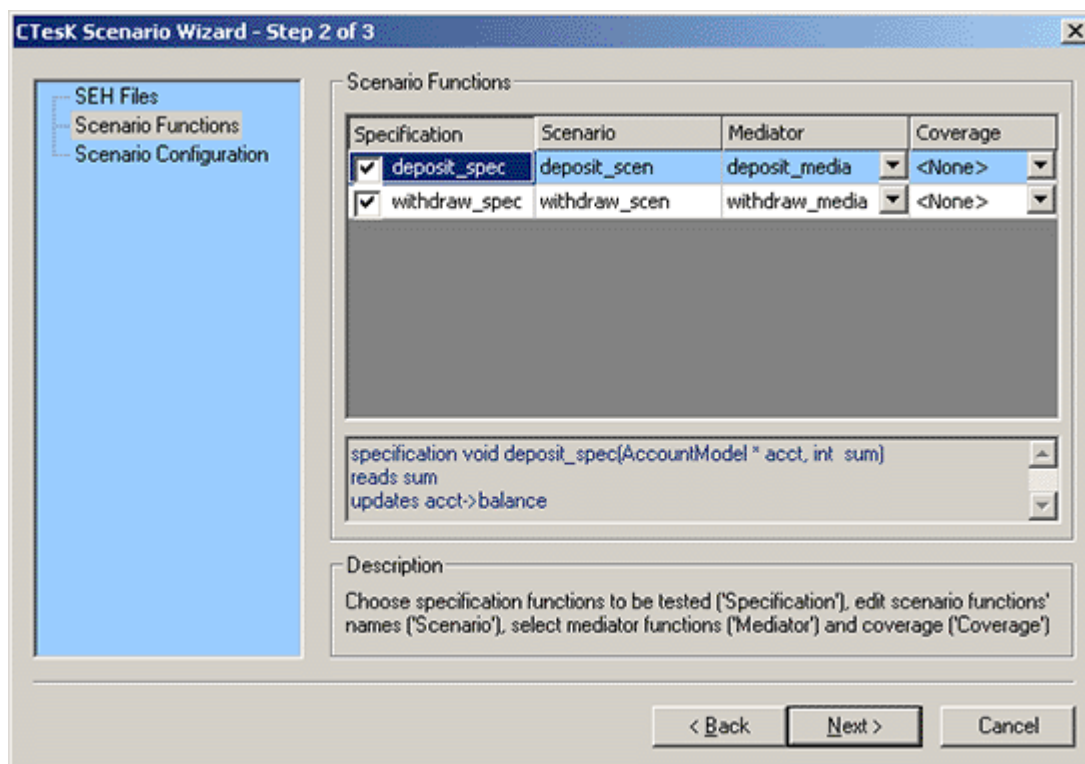 CTesK Scenario Wizard - Step 2 of 3
SEH Files
Scenario Functions
Scenario Configuration
Scenario Functions
Specification Scenario Mediator Coverage
deposit_spec deposit_scen deposit_media <None>
withdraw_spec withdraw_scen withdraw_media <None>
specification void deposit_spec(AccountModel * acct, int sum)
reads sum
updates acct->balance
Description
Choose specification functions to be tested ('Specification'), edit scenario functions'
names ('Scenario'), select mediator functions ('Mediator') and coverage ('Coverage')
< Back Next > Cancel